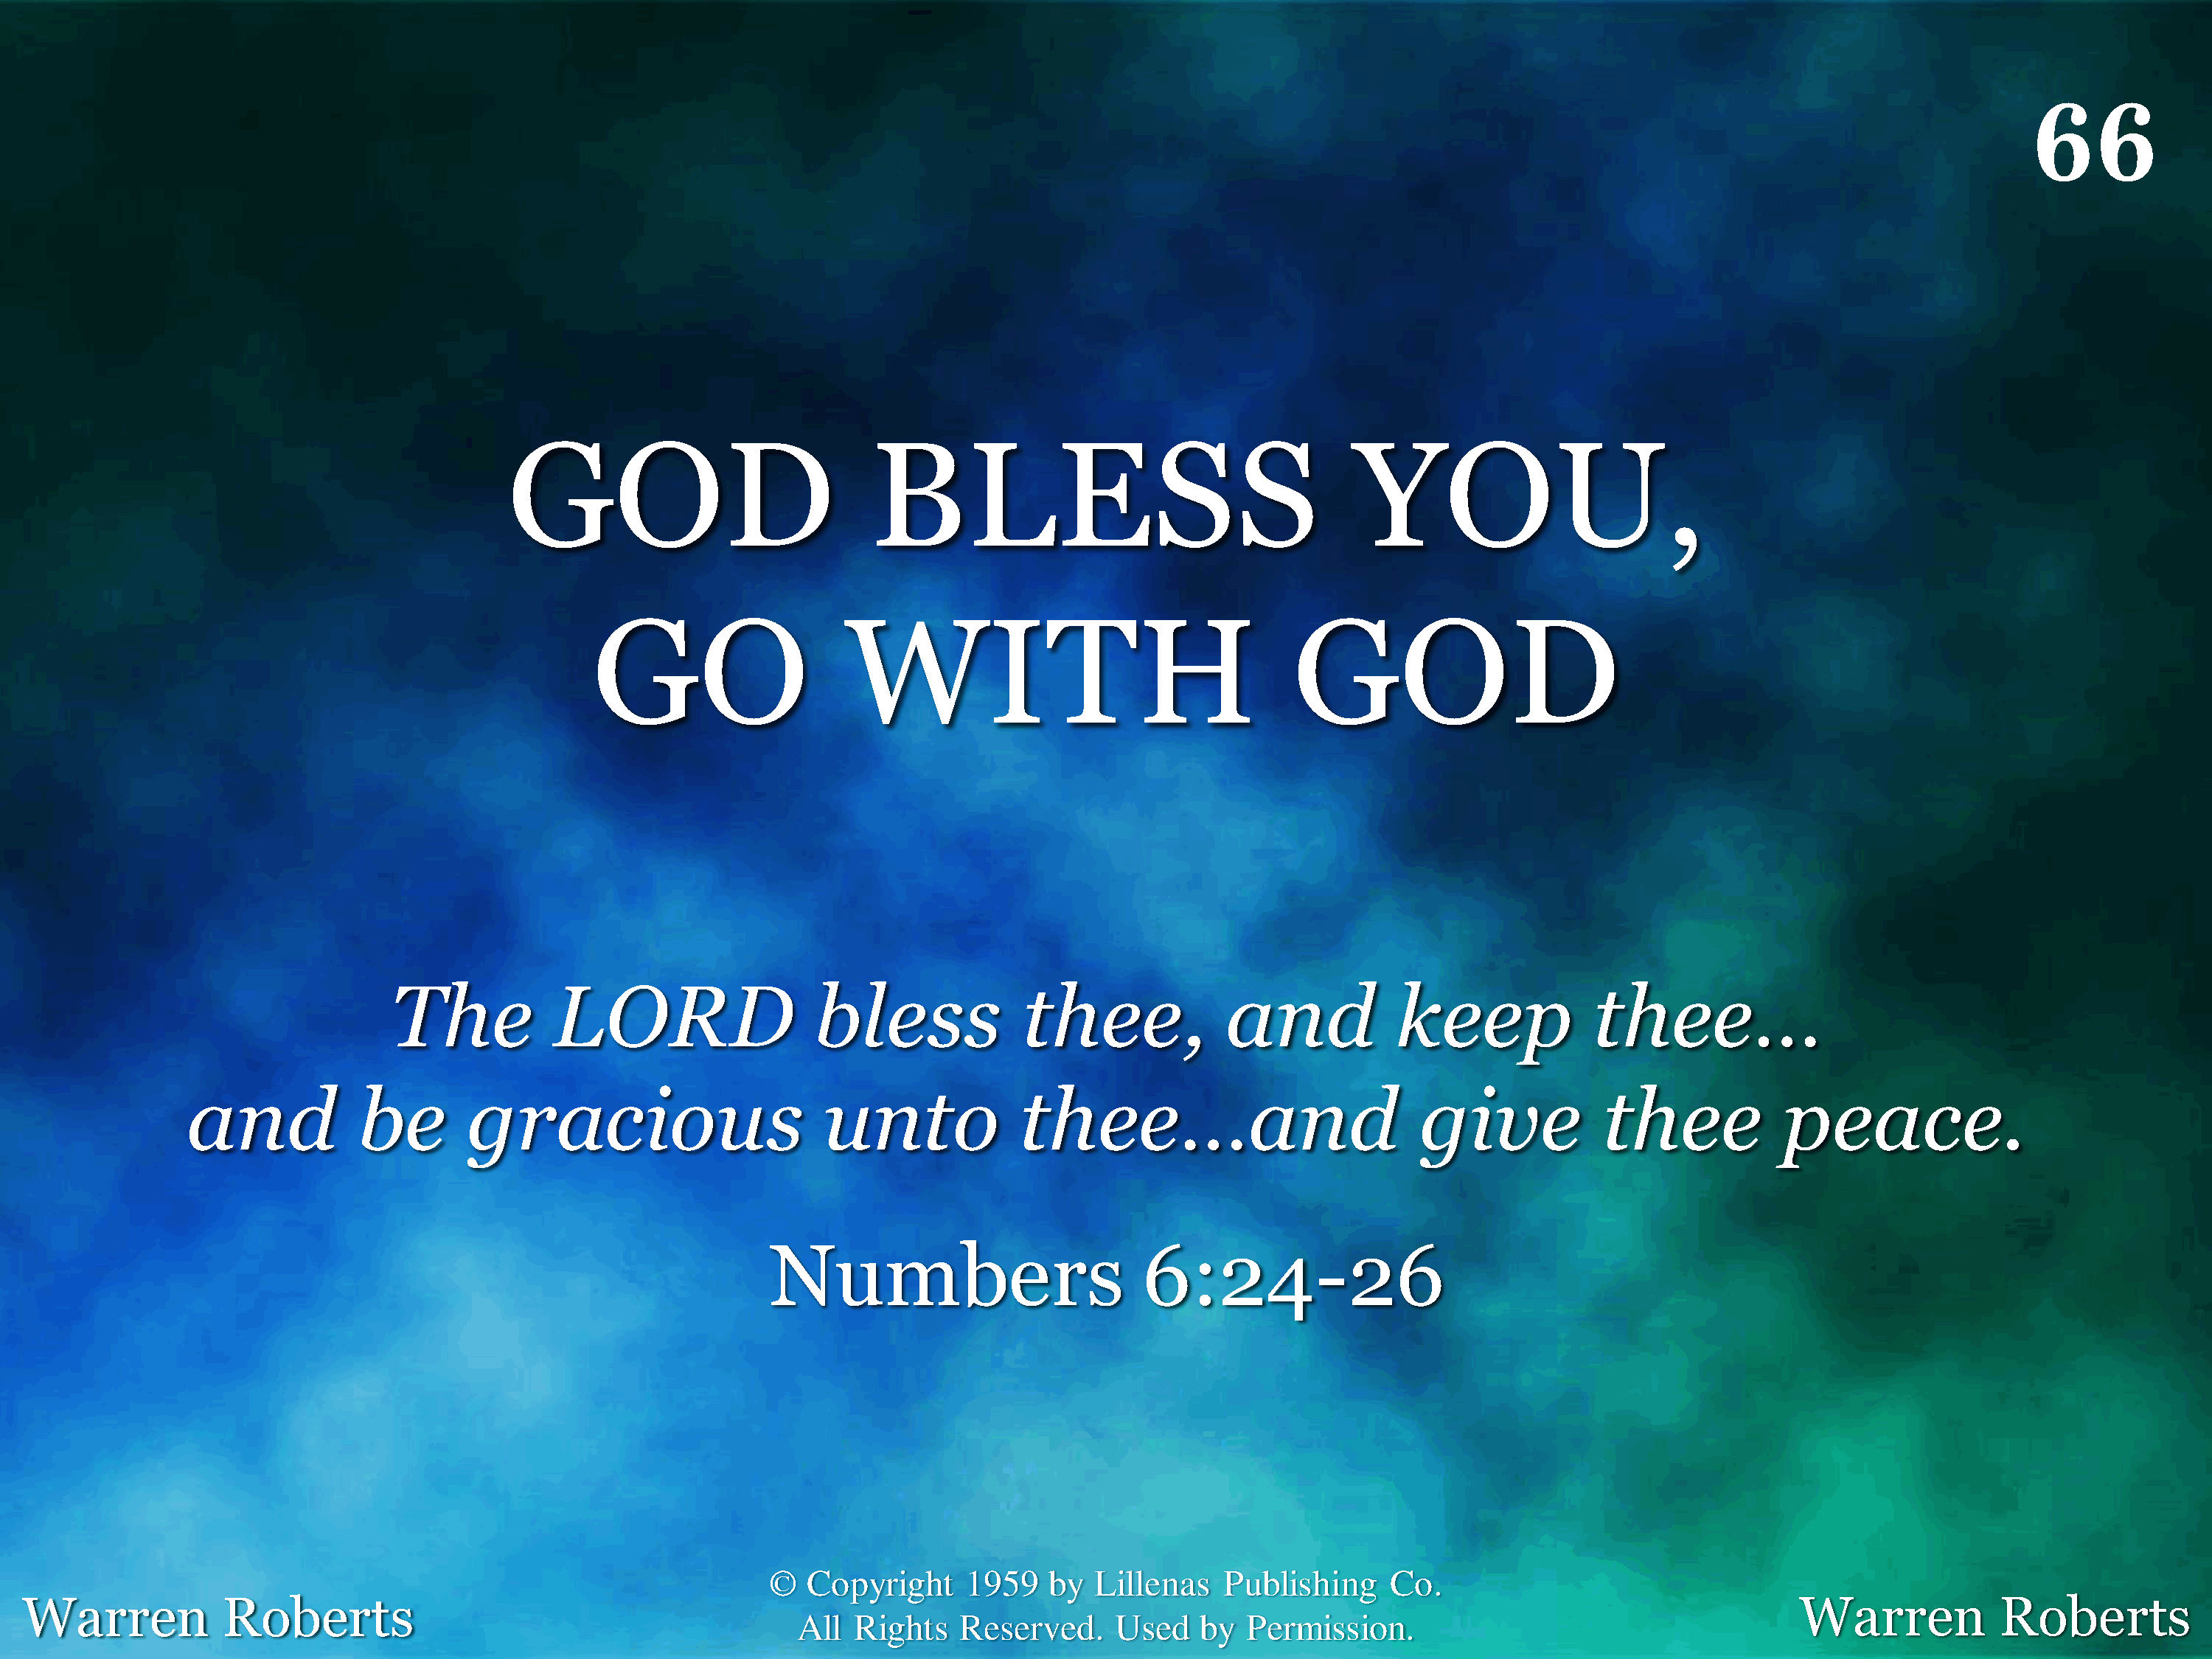 66
GOD BLESS YOU,
GO WITH GOD
The LORD bless thee, and keep thee...
and be gracious unto thee...and give thee peace.
Numbers 6:24-26
© Copyright 1959 by Lillenas Publishing Co.
All Rights Reserved. Used by Permission.
Warren Roberts
Warren Roberts